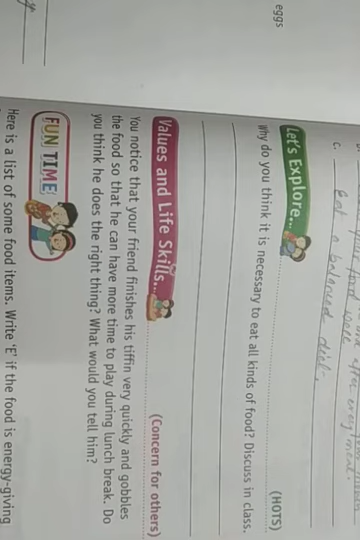 eggs
c. Eat a balanced diet.
Let's Explore...
(HOTS)
Why do you think it is necessary to eat all kinds of food? Discuss in class.
Values and Life Skills...
(Concern for others)
You notice that your friend finishes his tiffin very quickly and gobbles
the food so that he can have more time to play during lunch break. Do
you think he does the right thing? What would you tell him?
FUN TIME
Here is a list of some food items. Write 'E' if the food is energy-giving